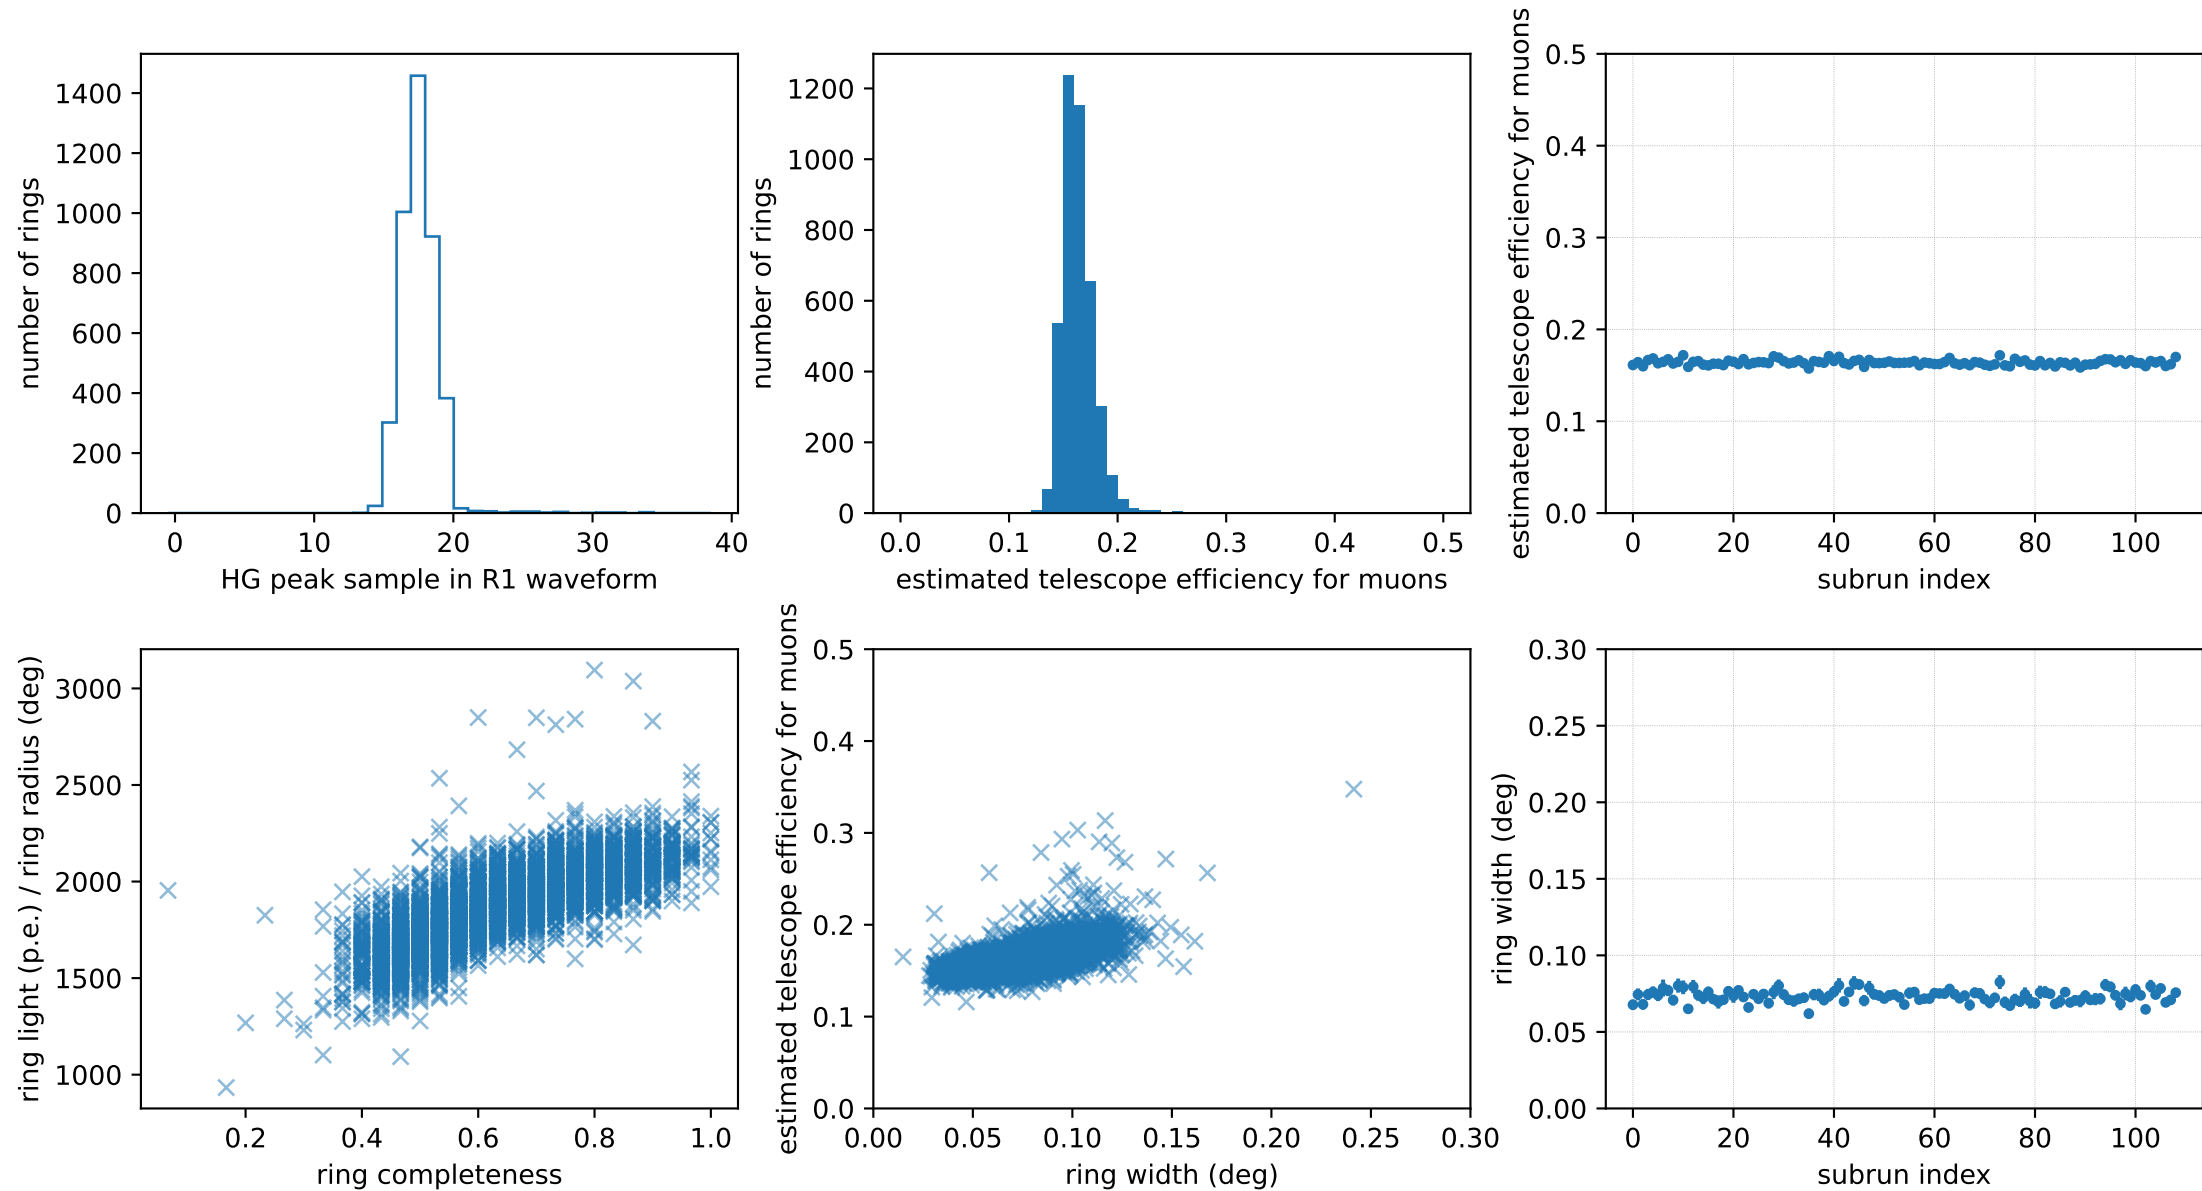 number of rings
1400
1200
1000
800
600
400
200
0
0 10 20 30 40
HG peak sample in R1 waveform
number of rings
1200
1000
800
600
400
200
0
0.0 0.1 0.2 0.3 0.4 0.5
estimated telescope efficiency for muons
estimated telescope efficiency for muons
0.5
0.4
0.3
0.2
0.1
0.0
0 20 40 60 80 100
subrun index
ring light (p.e.) / ring radius (deg)
3000
2500
2000
1500
1000
0.2 0.4 0.6 0.8 1.0
ring completeness
estimated telescope efficiency for muons
0.5
0.4
0.3
0.2
0.1
0.0
0.00 0.05 0.10 0.15 0.20 0.25 0.30
ring width (deg)
ring width (deg)
0.30
0.25
0.20
0.15
0.10
0.05
0.00
0 20 40 60 80 100
subrun index